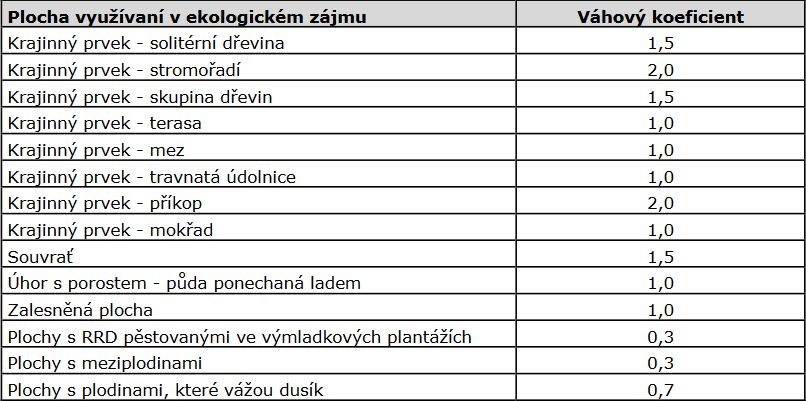 Plocha využívaní v ekologickém zájmu Váhový koeficient
Krajinný prvek - solitérní dřevina 1,5
Krajinný prvek - stromořadí 2,0
Krajinný prvek - skupina dřevin 1,5
Krajinný prvek - terasa 1,0
Krajinný prvek - mez 1,0
Krajinný prvek - travnatá údolnice 1,0
Krajinný prvek - příkop 2,0
Krajinný prvek - mokřad 1,0
Souvrať 1,5
Úhor s porostem - půda ponechaná ladem 1,0
Zalesněná plocha 1,0
Plochy s RRD pěstovanými ve výmladkových plantážích 0,3
Plochy s meziplodinami 0,3
Plochy s plodinami, které vážou dusík 0,7